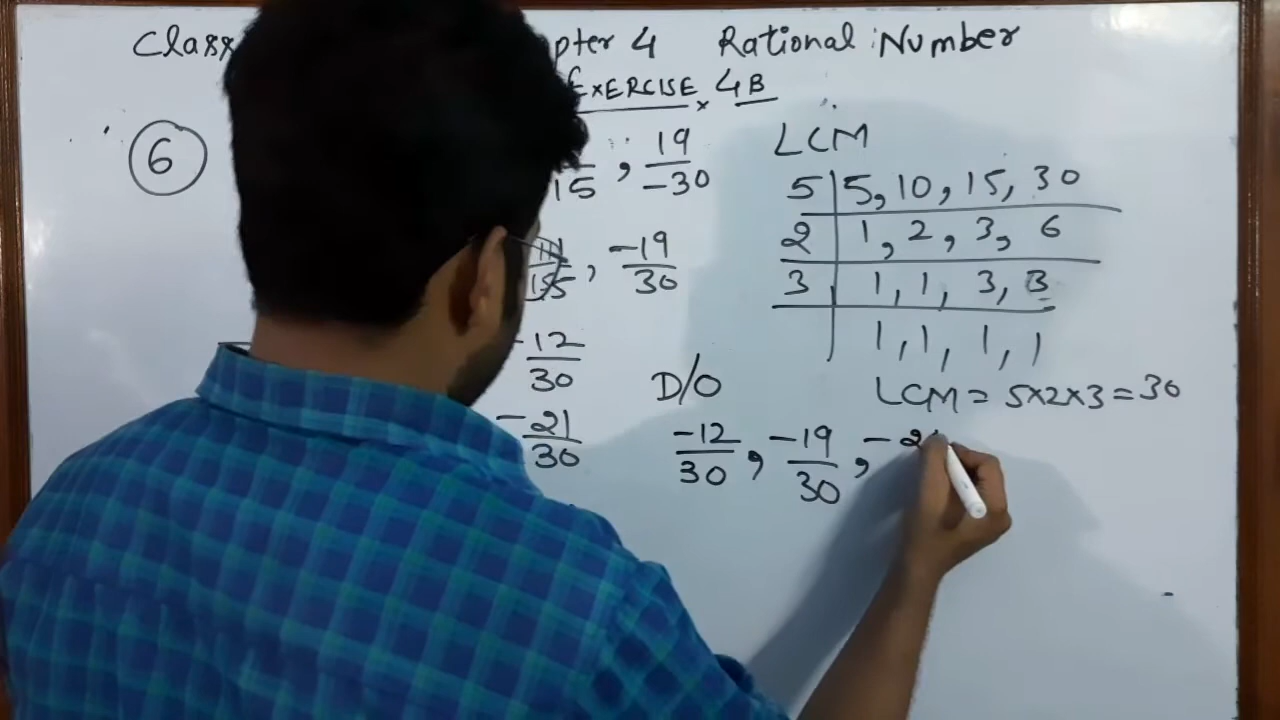 Class pter 4 Rational Number
EXERCISE 4B
6
15 , 19/-30
11/15 , -19/30
-12/30
-21/30
LCM
5 | 5, 10, 15, 30
2 | 1, 2, 3, 6
3 | 1, 1, 3, 3
1, 1, 1, 1
LCM = 5×2×3 = 30
D/O
-12/30 , -19/30 , -2